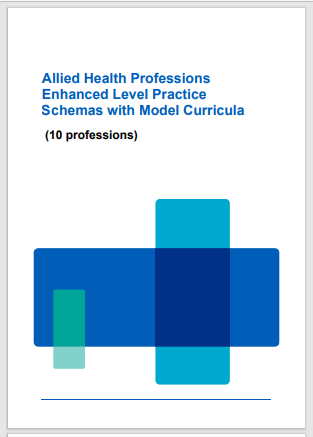 Allied Health Professions
Enhanced Level Practice
Schemas with Model Curricula
(10 professions)